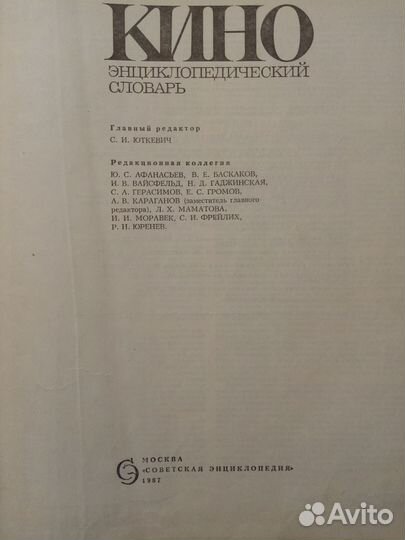 КИНО
ЭНЦИКЛОПЕДИЧЕСКИЙ
СЛОВАРЬ
Главный редактор
С. И. ЮТКЕВИЧ
Редакционная коллегия
Ю. С. АФАНАСЬЕВ, В. Е. БАСКАКОВ,
И. В. ВАЙСФЕЛЬД, Н. Д. ГАДЖИНСКАЯ,
С. А. ГЕРАСИМОВ, Е. С. ГРОМОВ,
А. В. КАРАГАНОВ (заместитель главного
редактора), Л. Х. МАМАТОВА,
И. И. МОРАВЕК, С. И. ФРЕЙЛИХ,
Р. Н. ЮРЕНЕВ.
МОСКВА
«СОВЕТСКАЯ ЭНЦИКЛОПЕДИЯ»
1987
Avito